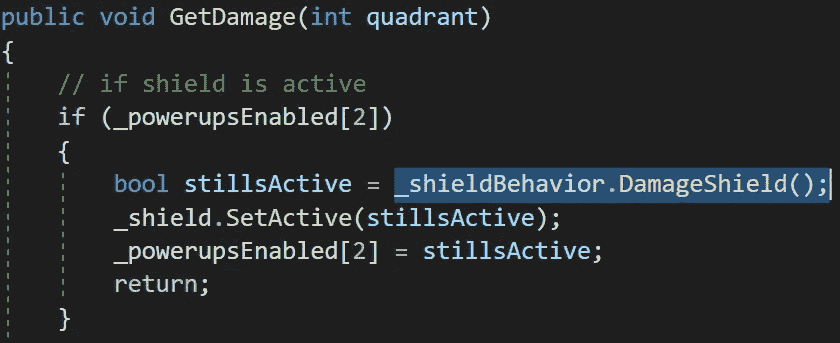 public void GetDamage(int quadrant)
{
// if shield is active
if (_powerupsEnabled[2])
{
bool stillsActive = _shieldBehavior.DamageShield();
_shield.SetActive(stillsActive);
_powerupsEnabled[2] = stillsActive;
return;
}